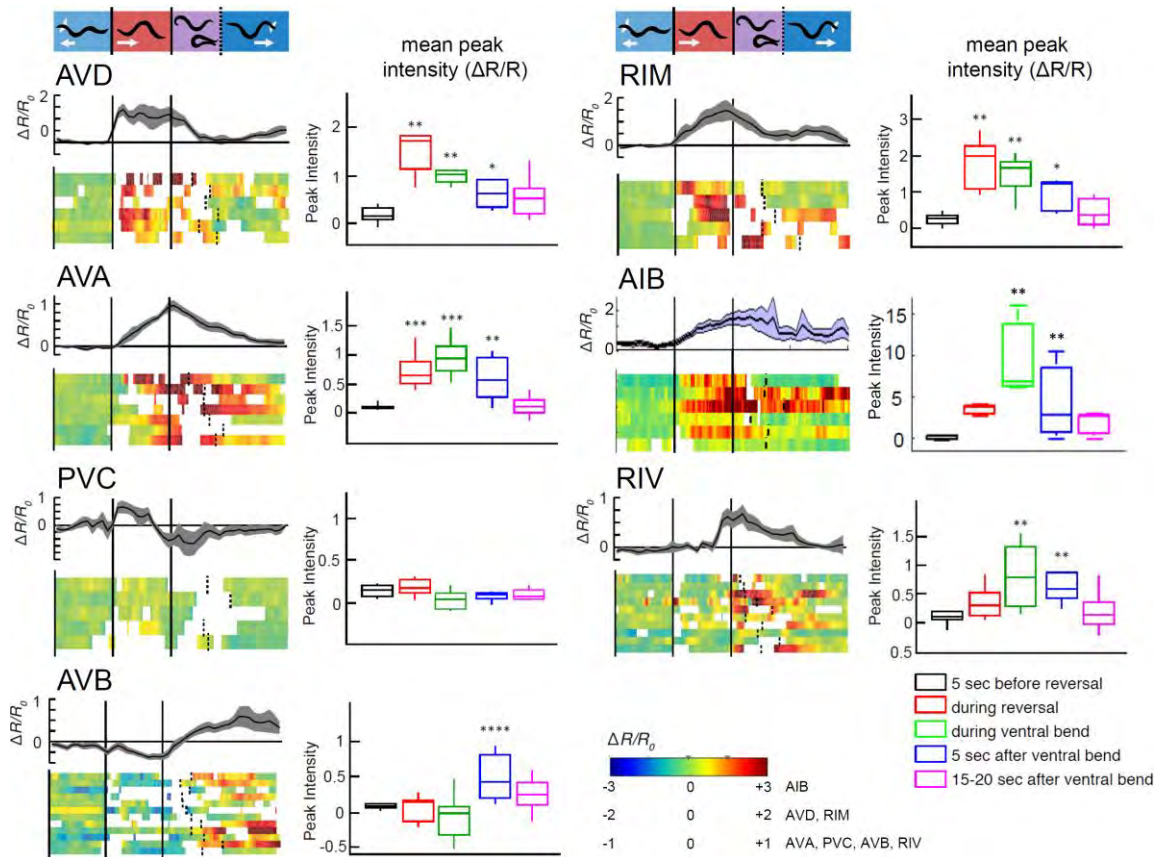 mean peak
intensity (ΔR/R)
AVD
ΔR/R₀
2
0
Peak Intensity
2
1
0
**
**
*
AVA
ΔR/R₀
1
0
Peak Intensity
1.5
1
0.5
0
***
***
**
PVC
ΔR/R₀
1
0
Peak Intensity
1
0.5
0
0.5
AVB
ΔR/R₀
1
0
Peak Intensity
1
0.5
0
-0.5
****
mean peak
intensity (ΔR/R)
RIM
ΔR/R₀
2
0
Peak Intensity
3
2
1
0
**
**
*
AIB
ΔR/R₀
2
0
Peak Intensity
15
10
5
0
**
**
RIV
ΔR/R₀
1
0
Peak Intensity
1.5
1
0.5
0
0.5
**
**
5 sec before reversal
during reversal
during ventral bend
5 sec after ventral bend
15-20 sec after ventral bend
ΔR/R₀
-3 0 +3 AIB
-2 0 +2 AVD, RIM
-1 0 +1 AVA, PVC, AVB, RIV